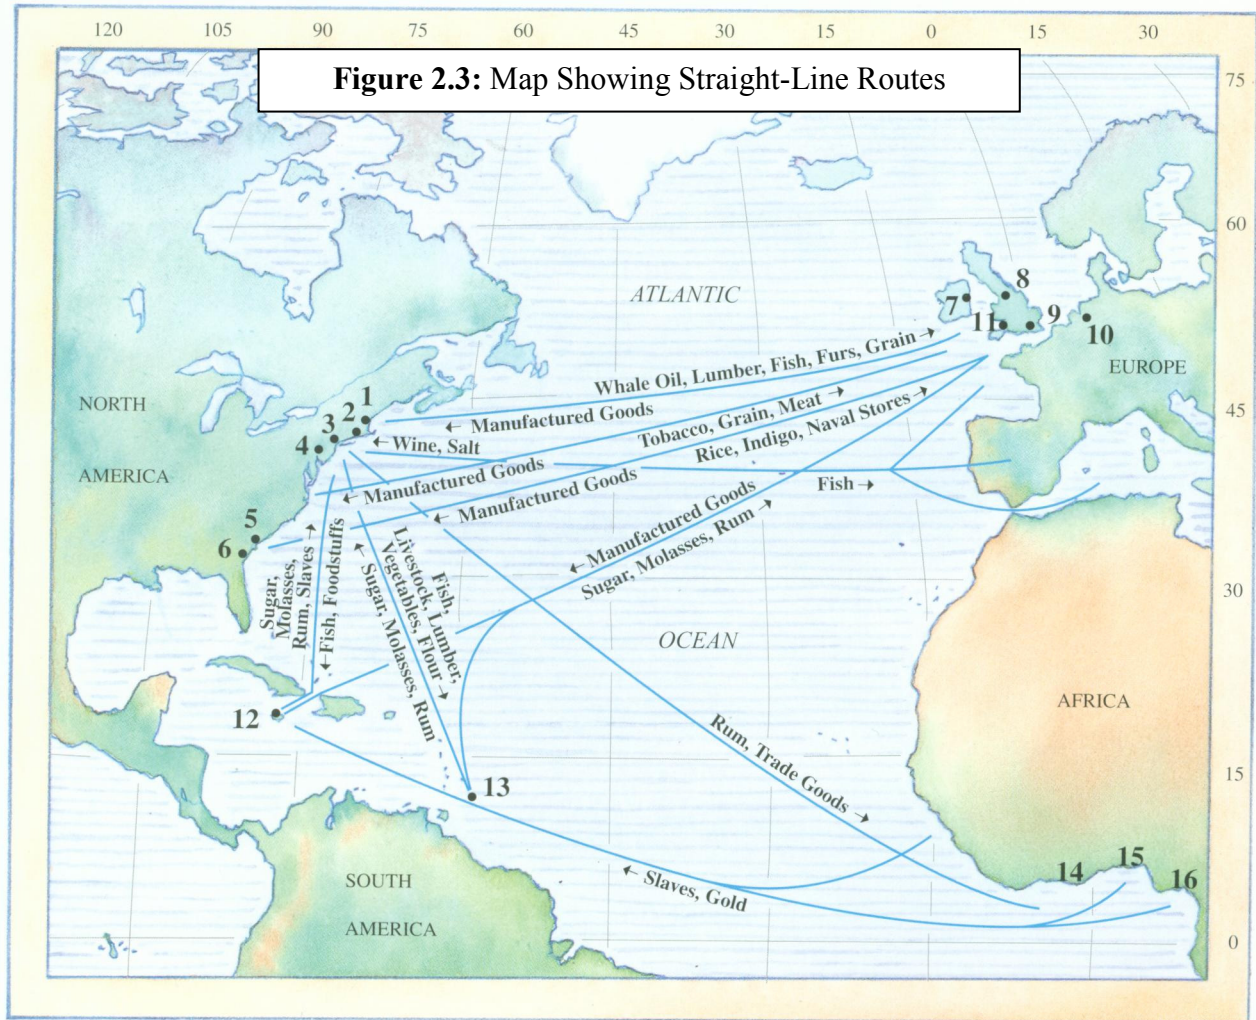 120 105 90 75 60 45 30 15 0 15 30
Figure 2.3: Map Showing Straight-Line Routes
75
60
ATLANTIC
8
7
11
9
10
EUROPE
Whale Oil, Lumber, Fish, Furs, Grain →
← Manufactured Goods
Tobacco, Grain, Meat →
Rice, Indigo, Naval Stores →
NORTH
AMERICA
45
1
2
3
4
← Wine, Salt
← Manufactured Goods
← Manufactured Goods
Fish →
← Manufactured Goods
Sugar, Molasses, Rum →
5
6
Sugar,
Molasses,
Rum, Slaves →
← Fish, Foodstuffs
Fish,
Livestock, Lumber,
Vegetables, Flour →
← Sugar, Molasses, Rum
30
OCEAN
AFRICA
12
13
Rum, Trade Goods →
15
14
15
16
← Slaves, Gold
SOUTH
AMERICA
0